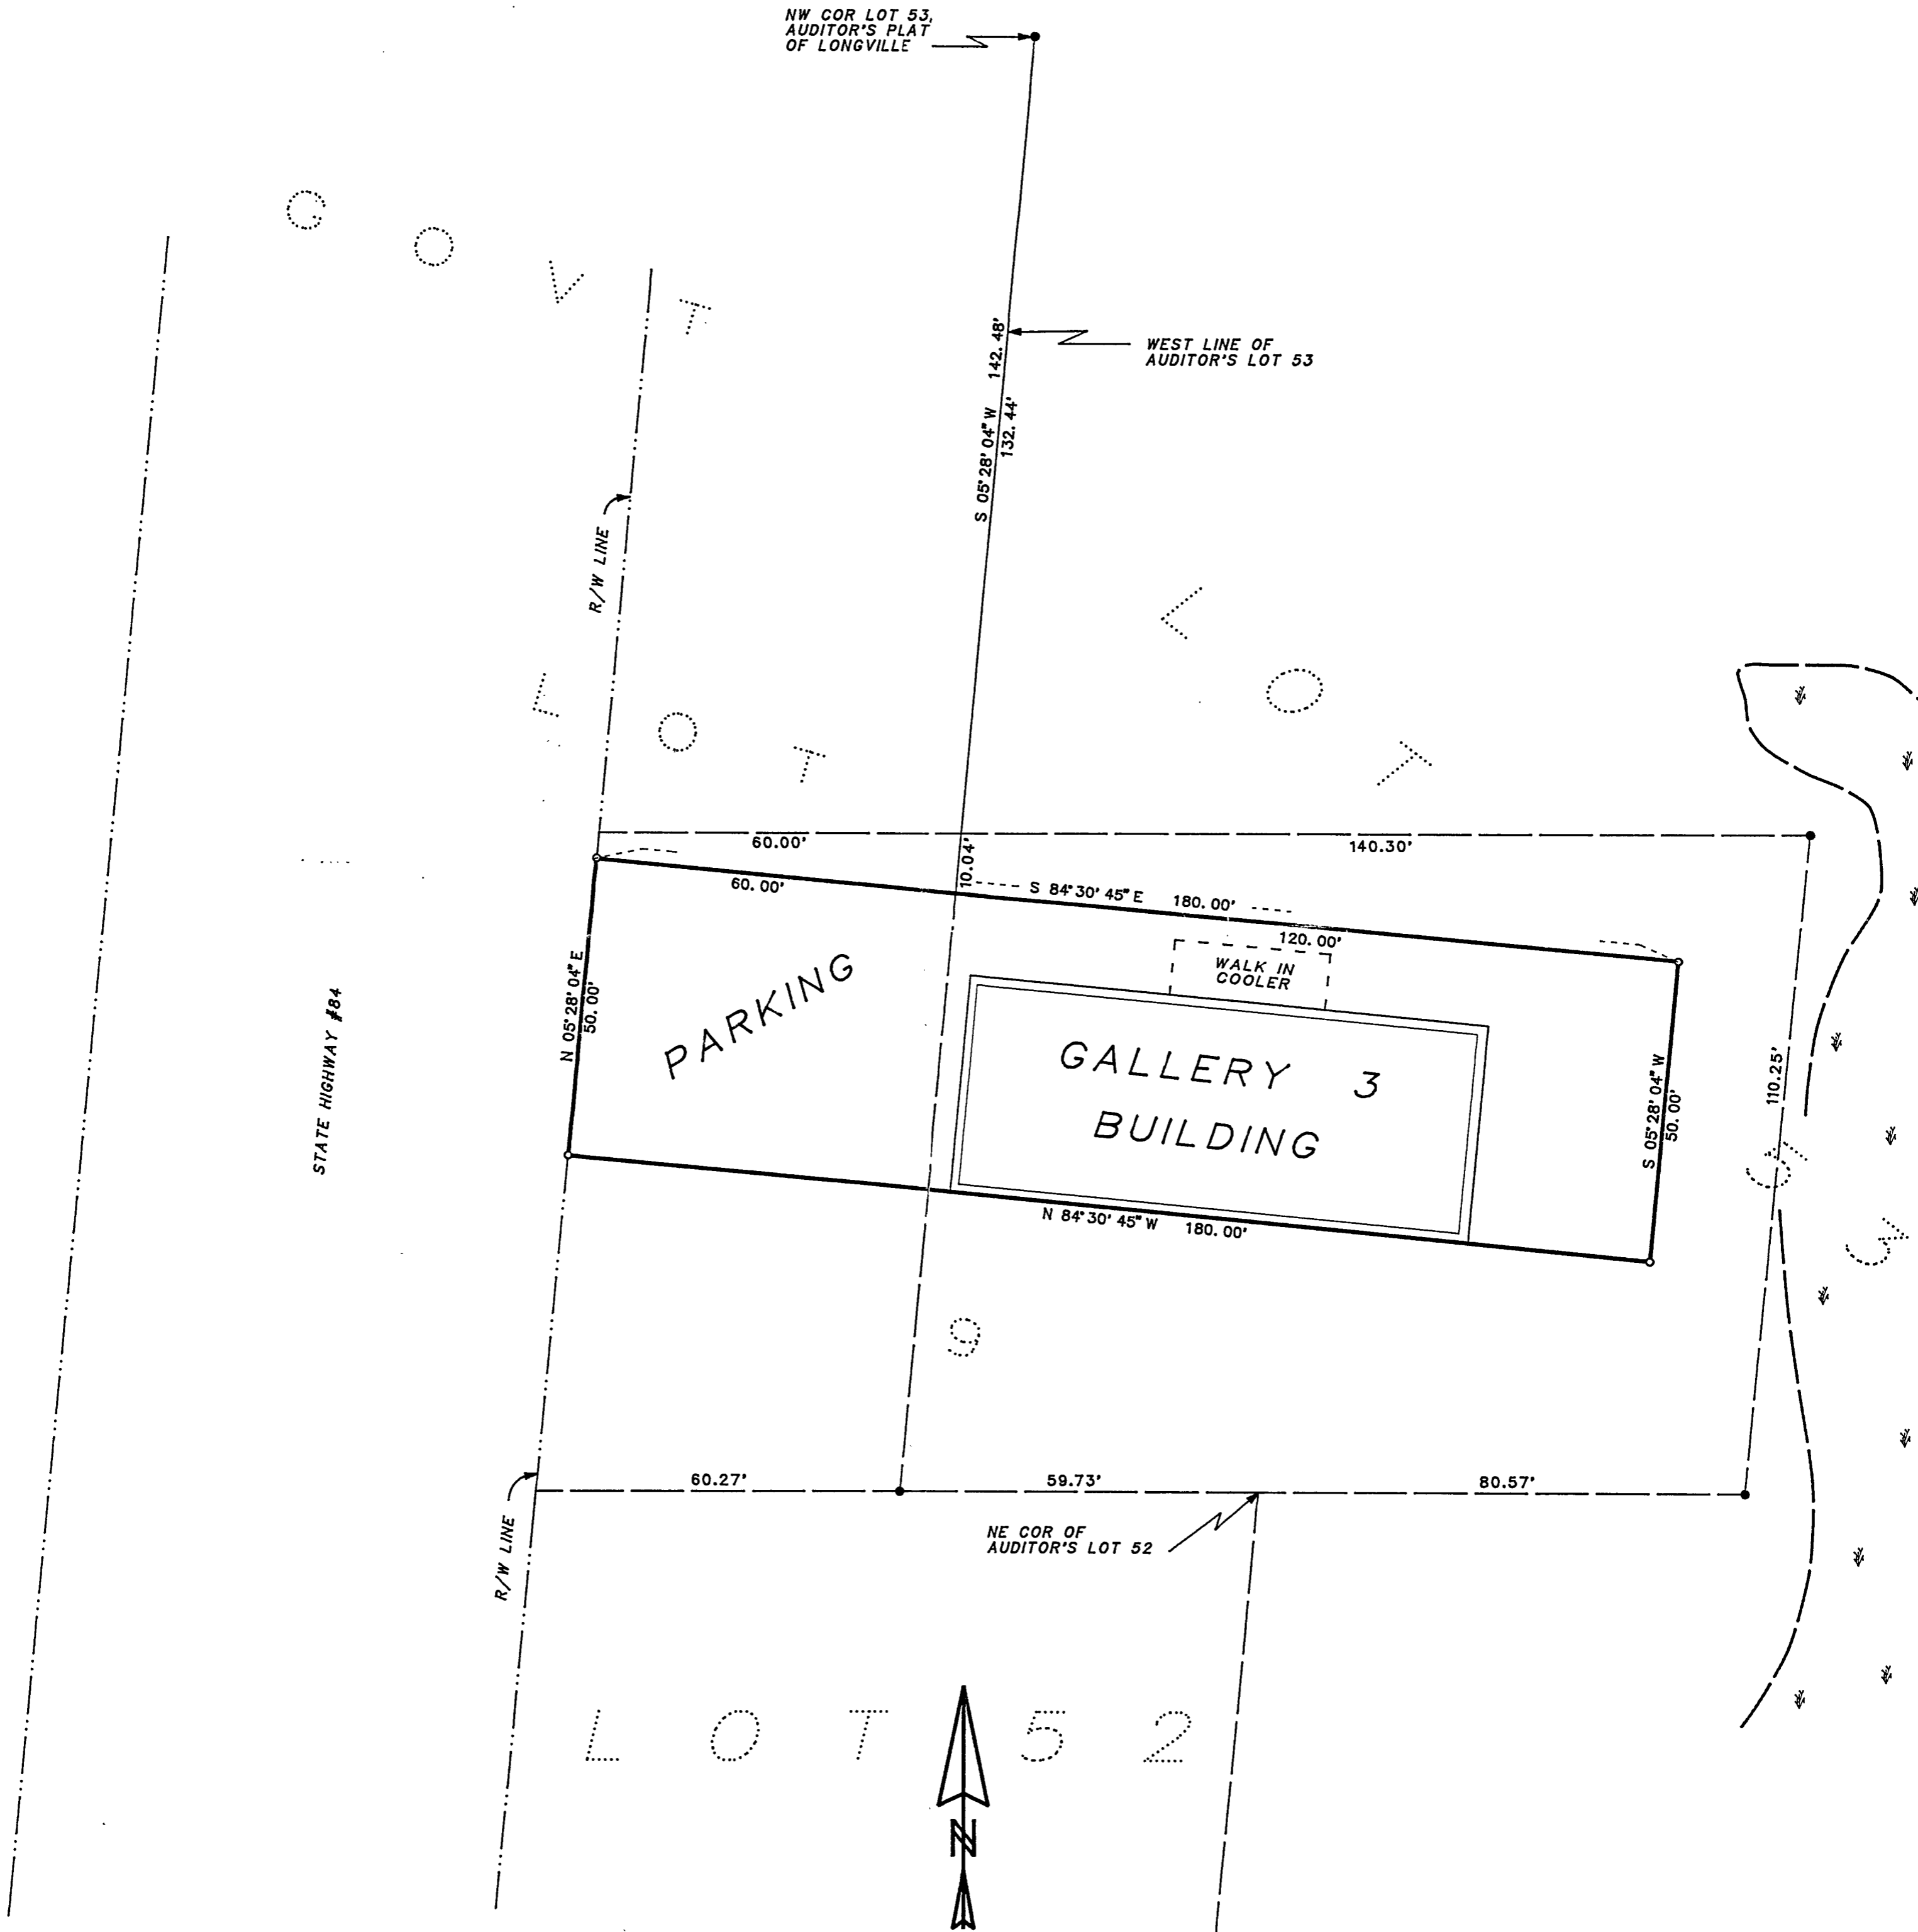 NW COR LOT 53,
AUDITOR'S PLAT
OF LONGVILLE
GOVT
WEST LINE OF
AUDITOR'S LOT 53
S 05°28'04" W 142.48'
132.44'
R/W LINE
LOT
LOT
60.00'
140.30'
10.04'
60.00'
S 84°30'45" E 180.00'
120.00'
WALK IN
COOLER
N 05°28'04" E
50.00'
PARKING
GALLERY 3
BUILDING
STATE HIGHWAY #84
S 05°28'04" W
50.00'
110.25'
53
N 84°30'45" W 180.00'
9
60.27'
59.73'
80.57'
NE COR OF
AUDITOR'S LOT 52
R/W LINE
LOT 52
N